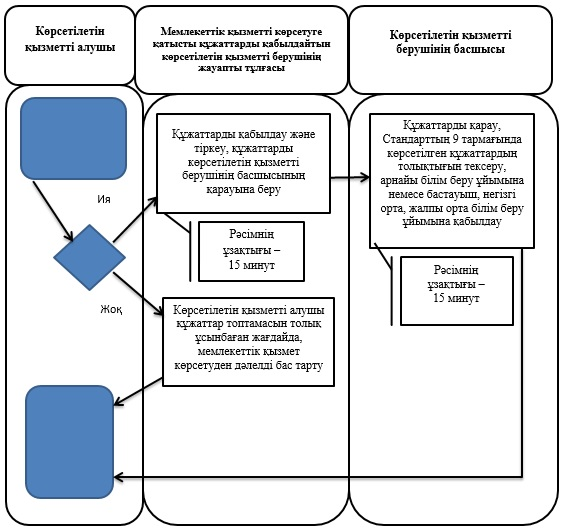 Көрсетілетін
қызметті алушы
Мемлекеттік қызметті көрсетуге
қатысты құжаттарды қабылдайтын
көрсетілетін қызметті берушінің
жауапты тұлғасы
Көрсетілетін қызметті
берушінің басшысы
Ия
Жоқ
Құжаттарды қабылдау және
тіркеу, құжаттарды
көрсетілетін қызметті
берушінің басшысының
қарауына беру
Рәсімнің
ұзақтығы –
15 минут
Көрсетілетін қызметті алушы
құжаттар топтамасын толық
ұсынбаған жағдайда,
мемлекеттік қызмет
көрсетуден дәлелді бас тарту
Құжаттарды қарау,
Стандарттың 9 тармағында
көрсетілген құжаттардың
толықтығын тексеру,
арнайы білім беру ұйымына
немесе бастауыш, негізгі
орта, жалпы орта білім беру
ұйымына қабылдау
Рәсімнің
ұзақтығы –
15 минут